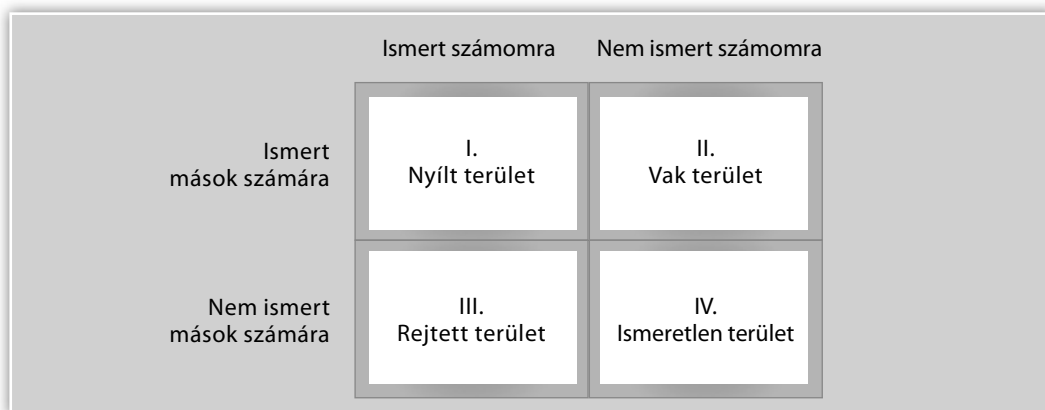 Ismert számomra
Nem ismert számomra
Ismert
mások számára
I.
Nyílt terület
II.
Vak terület
Nem ismert
mások számára
III.
Rejtett terület
IV.
Ismeretlen terület